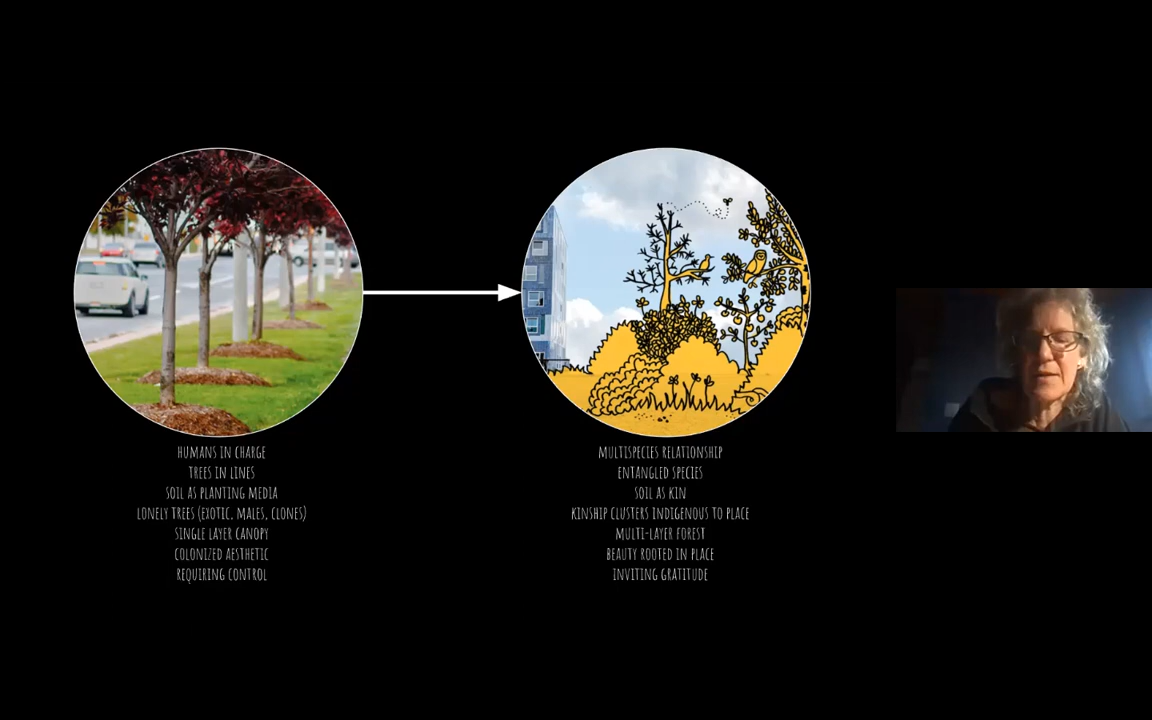 HUMANS IN CHARGE
TREES IN LINES
SOIL AS PLANTING MEDIA
LONELY TREES (EXOTIC, MALES, CLONES)
SINGLE LAYER CANOPY
COLONIZED AESTHETIC
REQUIRING CONTROL
MULTISPECIES RELATIONSHIP
ENTANGLED SPECIES
SOIL AS KIN
KINSHIP CLUSTERS INDIGENOUS TO PLACE
MULTI-LAYER FOREST
BEAUTY ROOTED IN PLACE
INVITING GRATITUDE